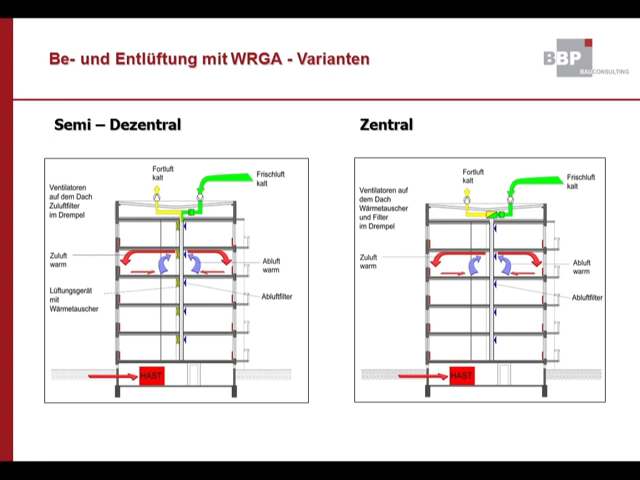 Be- und Entlüftung mit WRGA - Varianten
BBP
BAUCONSULTING
Semi – Dezentral
Zentral
Fortluft
kalt
Frischluft
kalt
Ventilatoren
auf dem Dach
Zuluftfilter
im Drempel
Zuluft
warm
Abluft
warm
Lüftungsgerät
mit
Wärmetauscher
Abluftfilter
HAST
Fortluft
kalt
Frischluft
kalt
Ventilatoren auf
dem Dach
Wärmetauscher
und Filter
im Drempel
Zuluft
warm
Abluft
warm
Abluftfilter
HAST